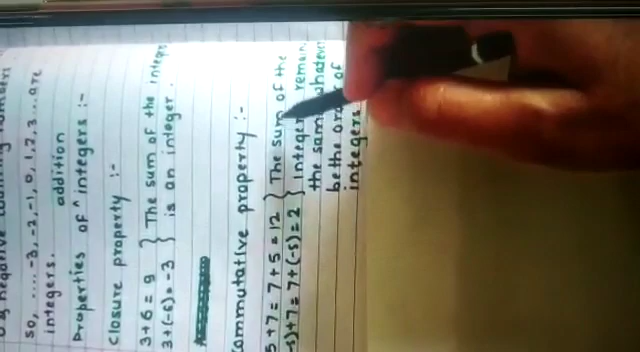 so, .... -3, -2, -1, 0, 1, 2, 3 ... are
integers.
addition
Properties of ^ integers :-
Closure property :-
3 + 6 = 9 } The sum of the integers
3 + (-6) = -3 } is an integer.
Commutative property :-
5 + 7 = 7 + 5 = 12 } The sum of the
-5) + 7 = 7 + (-5) = 2 } Integer remain
the same whatever
be the order of
integers